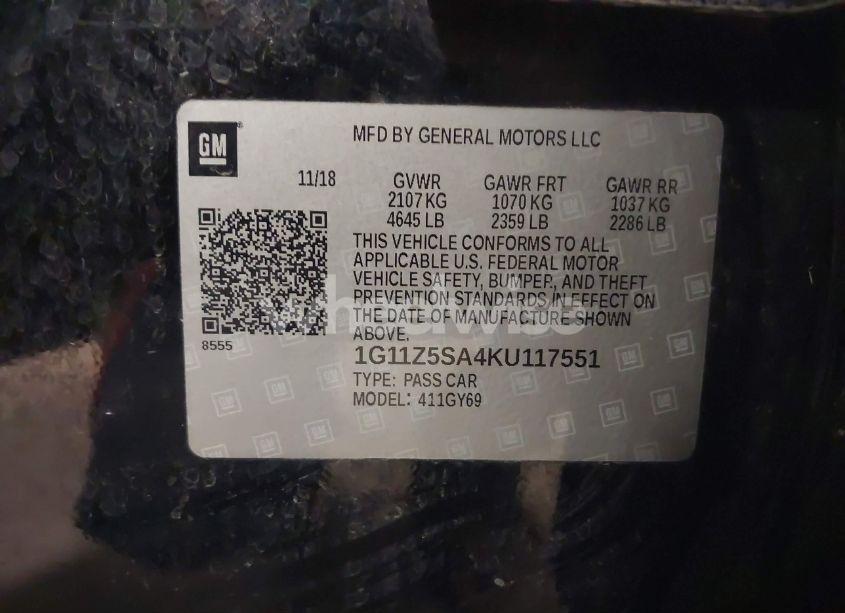 GM
MFD BY GENERAL MOTORS LLC
11/18 GVWR GAWR FRT GAWR RR
2107 KG 1070 KG 1037 KG
4645 LB 2359 LB 2286 LB
THIS VEHICLE CONFORMS TO ALL
APPLICABLE U.S. FEDERAL MOTOR
VEHICLE SAFETY, BUMPER, AND THEFT
PREVENTION STANDARDS IN EFFECT ON
THE DATE OF MANUFACTURE SHOWN
ABOVE.
8555
1G11Z5SA4KU117551
TYPE: PASS CAR
MODEL: 411GY69